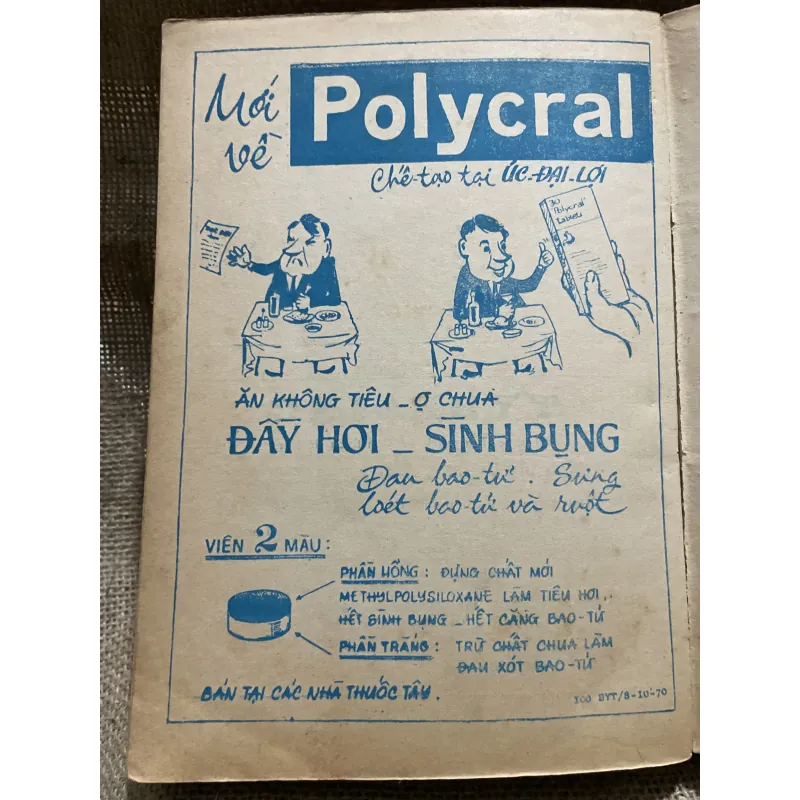 Mới về
Polycral
Chế-tạo tại ÚC-ĐẠI-LỢI
30
"Polycral"
tablets
ĂN KHÔNG TIÊU _ Ợ CHUA
ĐẦY HƠI _ SÌNH BỤNG
Đau bao-tử. Sưng
loét bao-tử và ruột
VIÊN 2 MÀU:
PHẦN HỒNG: ĐỰNG CHẤT MỚI
METHYLPOLYSILOXANE LÀM TIÊU HƠI,
HẾT SÌNH BỤNG _ HẾT CĂNG BAO-TỬ
PHẦN TRẮNG: TRỪ CHẤT CHUA LÀM
ĐAU XÓT BAO-TỬ
BÁN TẠI CÁC NHÀ THUỐC TÂY.
100 BYT/8-10-70